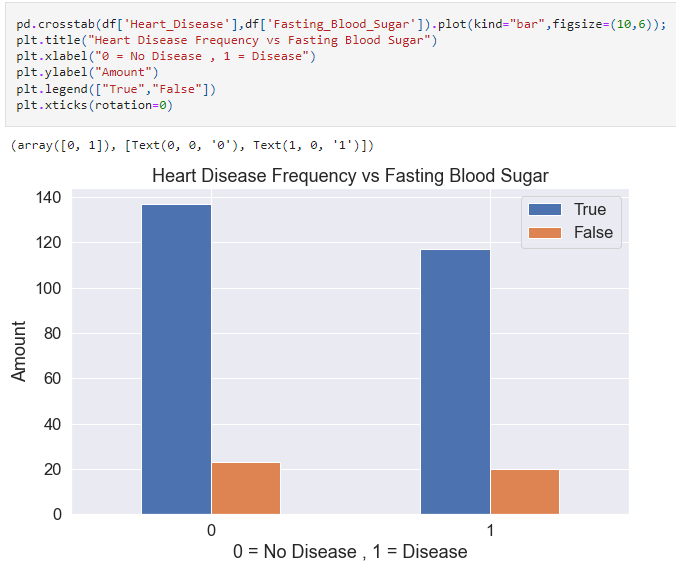 pd.crosstab(df['Heart_Disease'],df['Fasting_Blood_Sugar']).plot(kind="bar",figsize=(10,6));
plt.title("Heart Disease Frequency vs Fasting Blood Sugar")
plt.xlabel("0 = No Disease , 1 = Disease")
plt.ylabel("Amount")
plt.legend(["True","False"])
plt.xticks(rotation=0)
(array([0, 1]), [Text(0, 0, '0'), Text(1, 0, '1')])
Heart Disease Frequency vs Fasting Blood Sugar
True
False
140
120
100
80
60
40
20
0
Amount
0
1
0 = No Disease , 1 = Disease